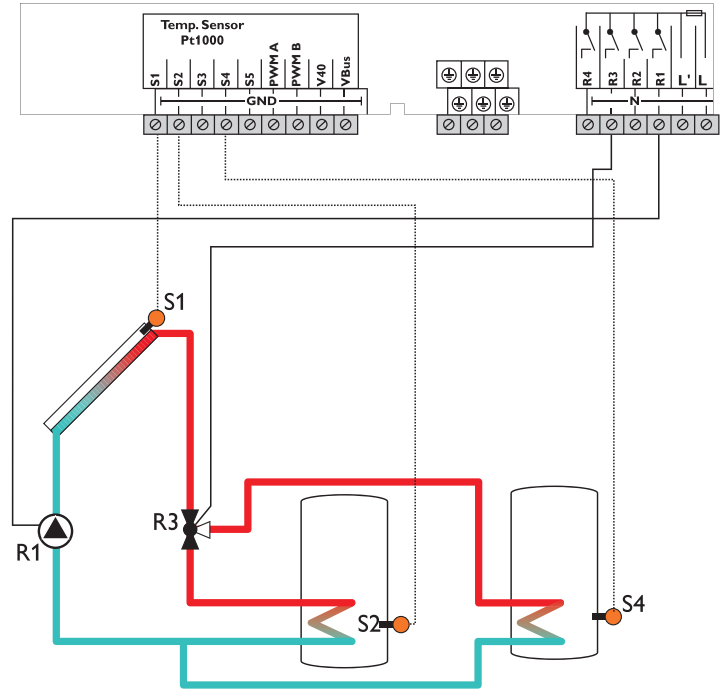 Temp. Sensor
Pt1000
S1 S2 S3 S4 S5 PWM A PWM B V40 VBus
GND
R4 R3 R2 R1 L' L
N
S1
R3
R1
S2
S4